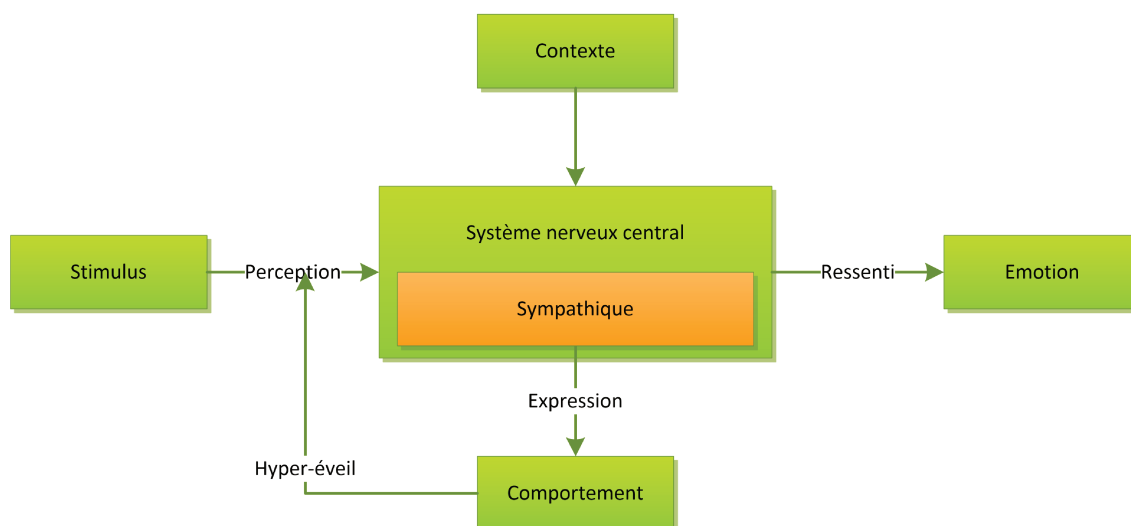 Contexte
Système nerveux central
Stimulus
Perception
Ressenti
Emotion
Sympathique
Expression
Hyper-éveil
Comportement